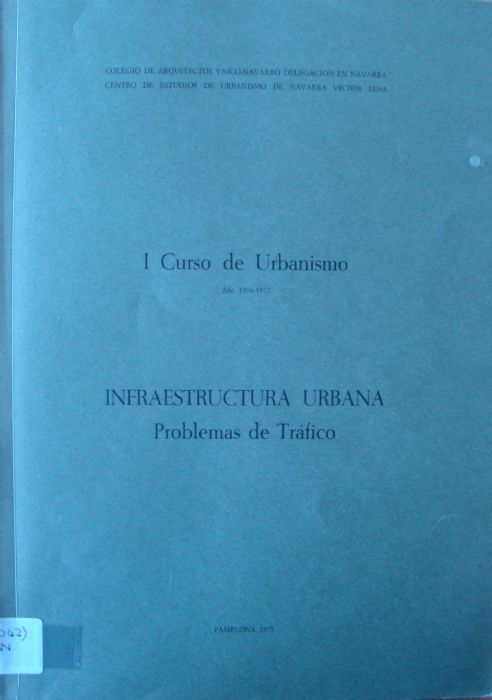 COLEGIO DE ARQUITECTOS VASCO-NAVARRO DELEGACION EN NAVARRA
CENTRO DE ESTUDIOS DE URBANISMO DE NAVARRA VICTOR EUSA
I Curso de Urbanismo
Año 1976-1977
INFRAESTRUCTURA URBANA
Problemas de Tráfico
PAMPLONA 1977
42)
N